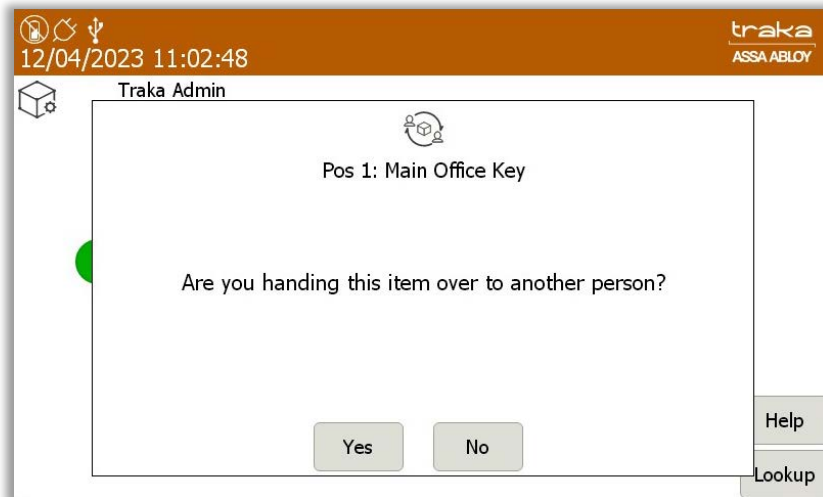 traka
12/04/2023 11:02:48
ASSA ABLOY
Traka Admin
Pos 1: Main Office Key
Are you handing this item over to another person?
Yes
No
Help
Lookup